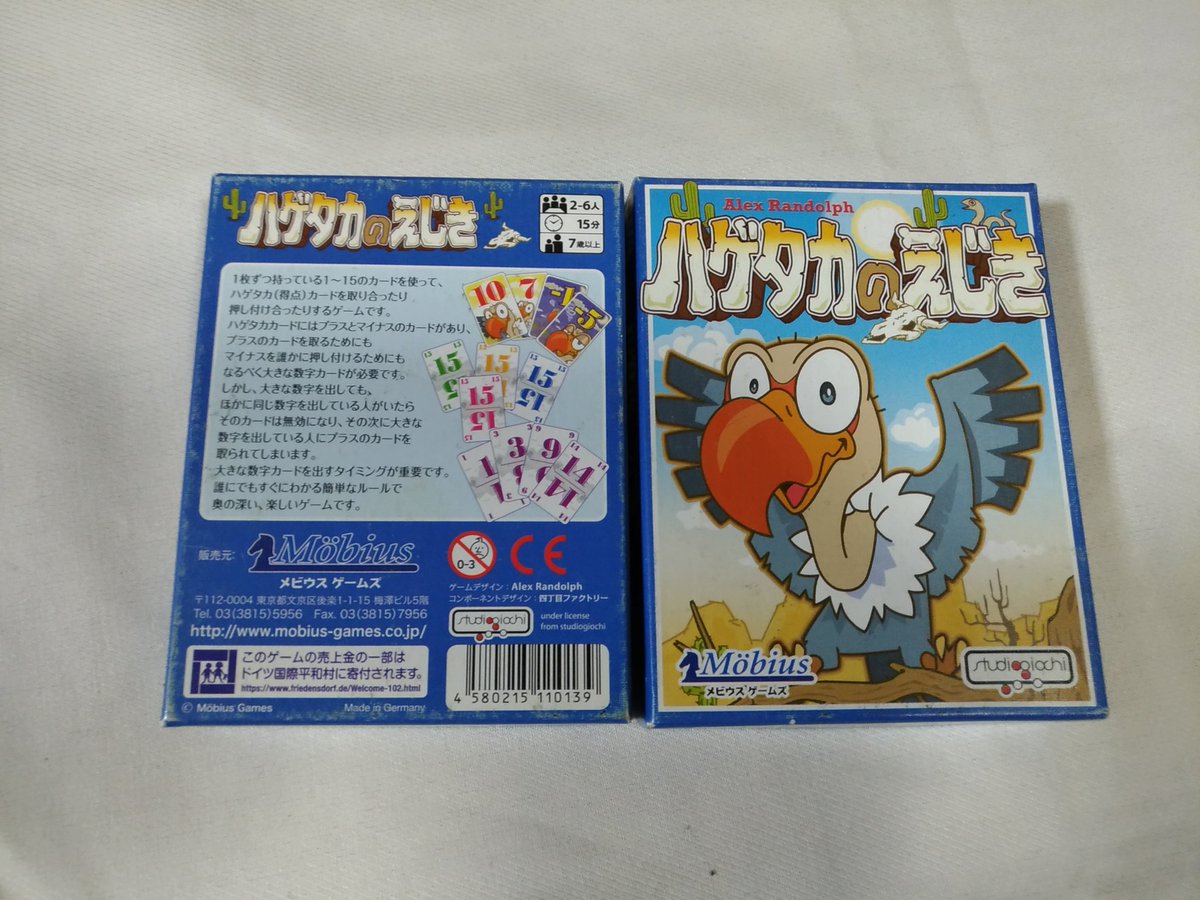 ハゲタカのえじき
2-6人
15分
7歳以上
1枚ずつ持っている1〜15のカードを使って、
ハゲタカ(得点)カードを取り合ったり
押し付け合ったりするゲームです。
ハゲタカカードにはプラスとマイナスのカードがあり、
プラスのカードを取るためにも
マイナスを誰かに押し付けるためにも
なるべく大きな数字カードが必要です。
しかし、大きな数字を出しても、
ほかに同じ数字を出している人がいたら
そのカードは無効になり、その次に大きな
数字を出している人にプラスのカードを
取られてしまいます。
大きな数字カードを出すタイミングが重要です。
誰にでもすぐにわかる簡単なルールで
奥の深い、楽しいゲームです。
10
7
-1
-5
15
15
15
15
1
3
9
14
販売元:
Möbius
メビウス ゲームズ
〒112-0004 東京都文京区後楽1-1-15 梅澤ビル5階
Tel. 03(3815)5956 Fax. 03(3815)7956
http://www.mobius-games.co.jp/
0-3
CE
ゲームデザイン:Alex Randolph
コンポーネントデザイン:四丁目ファクトリー
studiogiochi
under license
from studiogiochi
このゲームの売上金の一部は
ドイツ国際平和村に寄付されます。
https://www.friedensdorf.de/Welcome-102.html
4 580215 110139
© Möbius Games
Made in Germany
Alex Randolph
ハゲタカのえじき
Möbius
メビウス ゲームズ
studiogiochi